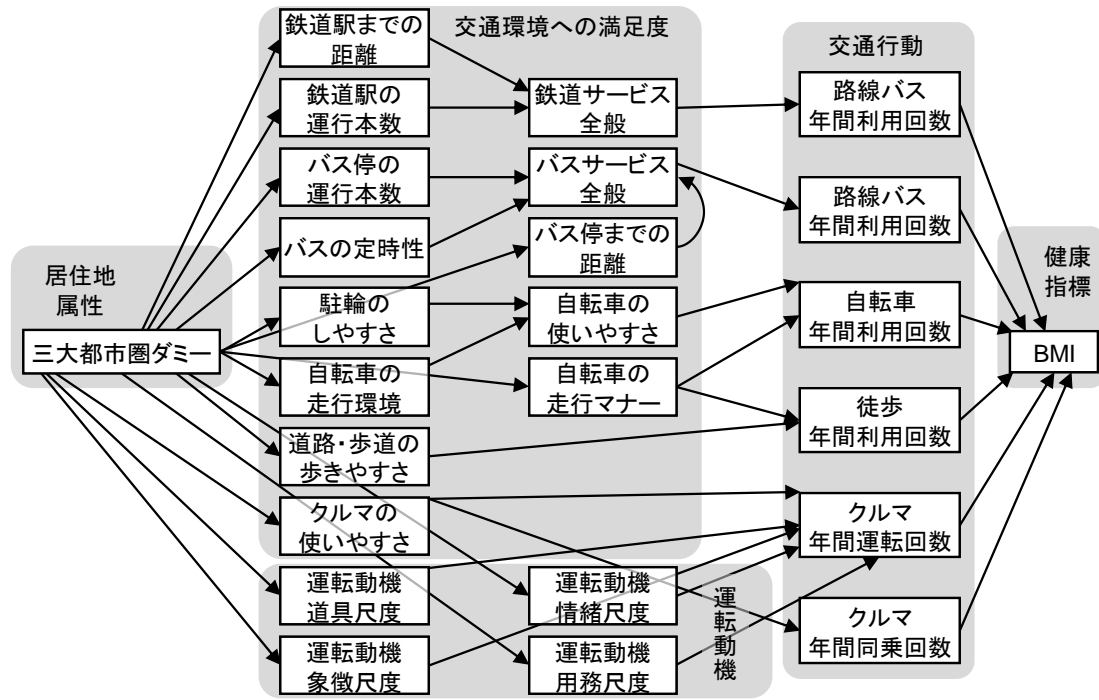 交通環境への満足度
鉄道駅までの
距離
鉄道駅の
運行本数
バス停の
運行本数
バスの定時性
駐輪の
しやすさ
自転車の
走行環境
道路・歩道の
歩きやすさ
クルマの
使いやすさ
鉄道サービス
全般
バスサービス
全般
バス停までの
距離
自転車の
使いやすさ
自転車の
走行マナー
居住地
属性
三大都市圏ダミー
運転動機
道具尺度
運転動機
象徴尺度
運転動機
情緒尺度
運転動機
用務尺度
運転動機
交通行動
路線バス
年間利用回数
路線バス
年間利用回数
自転車
年間利用回数
徒歩
年間利用回数
クルマ
年間運転回数
クルマ
年間同乗回数
健康
指標
BMI